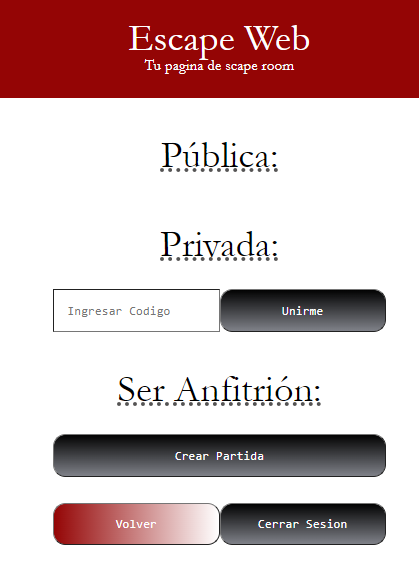 Escape Web
Tu pagina de scape room
Pública:
Privada:
Ingresar Codigo
Unirme
Ser Anfitrión:
Crear Partida
Volver
Cerrar Sesion